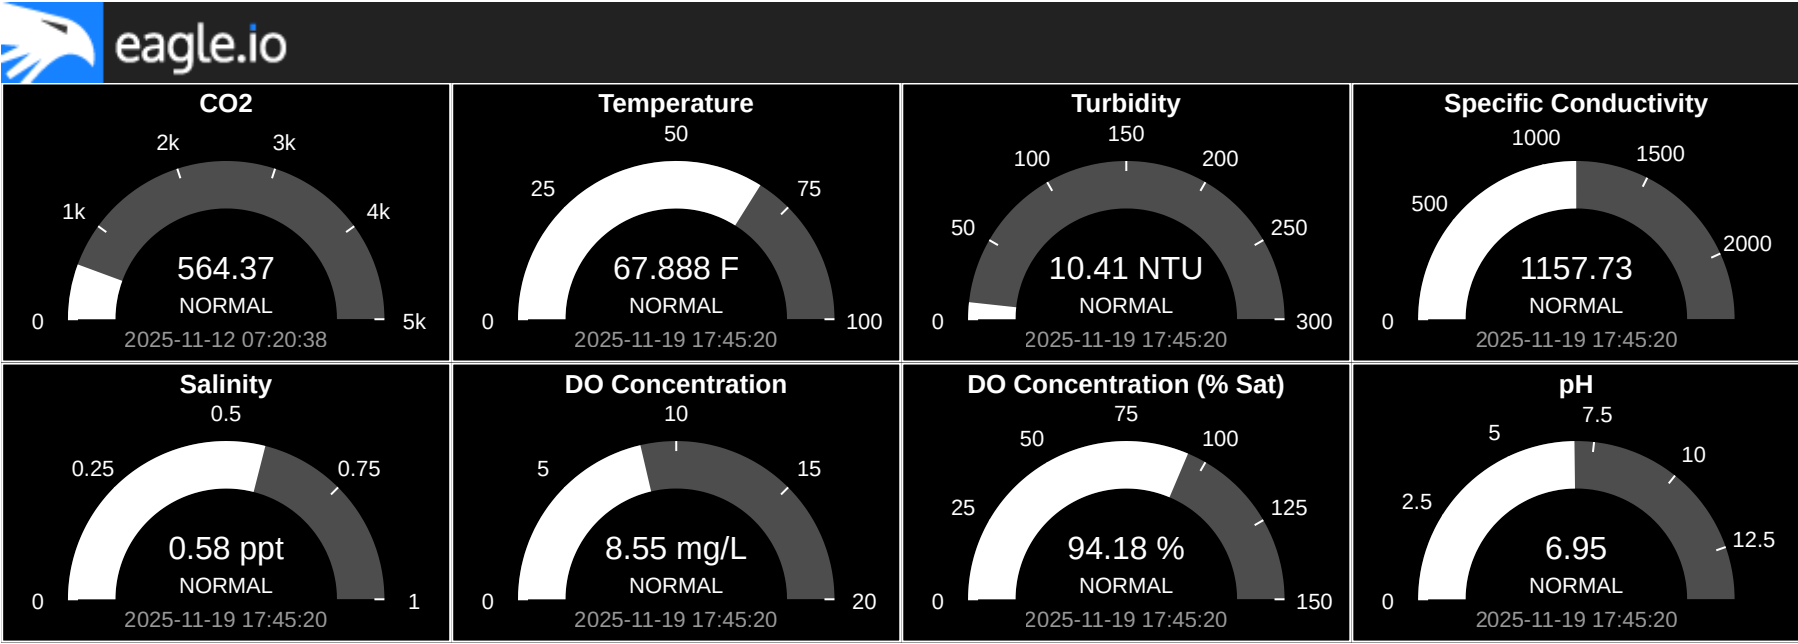 eagle.io
CO2
0
1k
2k
3k
4k
5k
564.37
NORMAL
2025-11-12 07:20:38
Temperature
0
25
50
75
100
67.888 F
NORMAL
2025-11-19 17:45:20
Turbidity
0
50
100
150
200
250
300
10.41 NTU
NORMAL
2025-11-19 17:45:20
Specific Conductivity
0
500
1000
1500
2000
1157.73
NORMAL
2025-11-19 17:45:20
Salinity
0
0.25
0.5
0.75
1
0.58 ppt
NORMAL
2025-11-19 17:45:20
DO Concentration
0
5
10
15
20
8.55 mg/L
NORMAL
2025-11-19 17:45:20
DO Concentration (% Sat)
0
25
50
75
100
125
150
94.18 %
NORMAL
2025-11-19 17:45:20
pH
0
2.5
5
7.5
10
12.5
6.95
NORMAL
2025-11-19 17:45:20